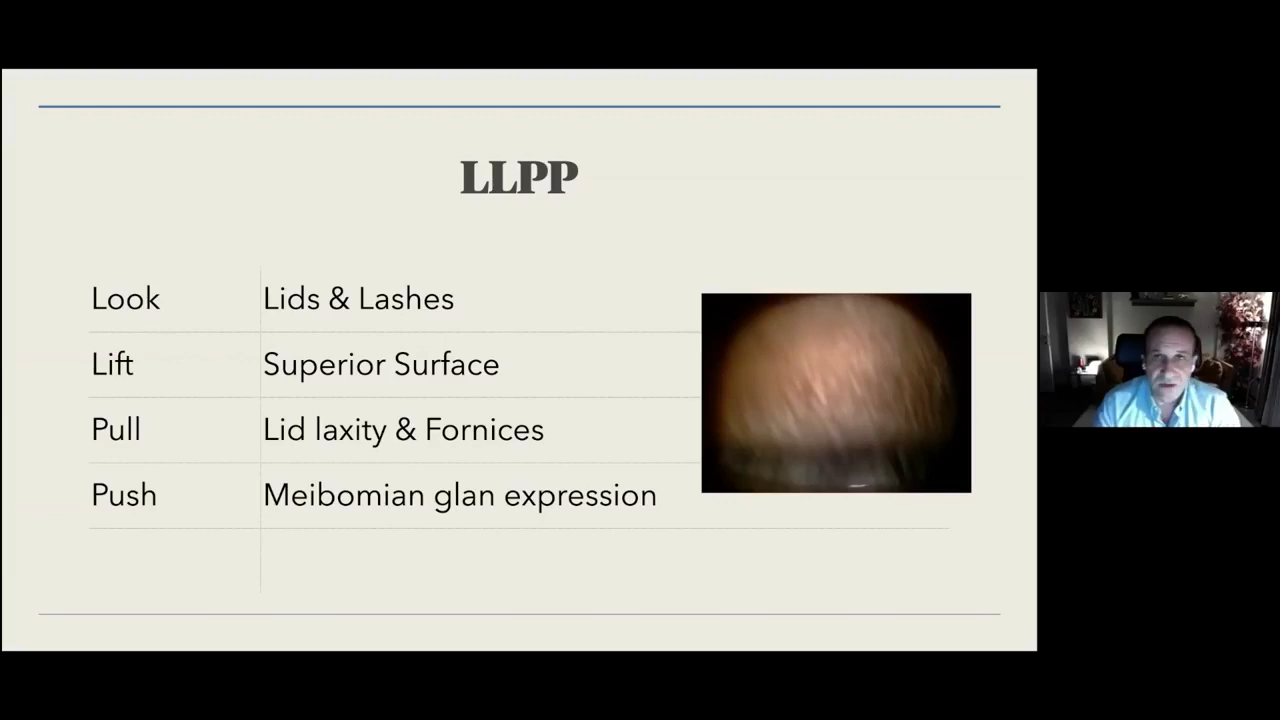 LLPP
Look Lids & Lashes
Lift Superior Surface
Pull Lid laxity & Fornices
Push Meibomian glan expression